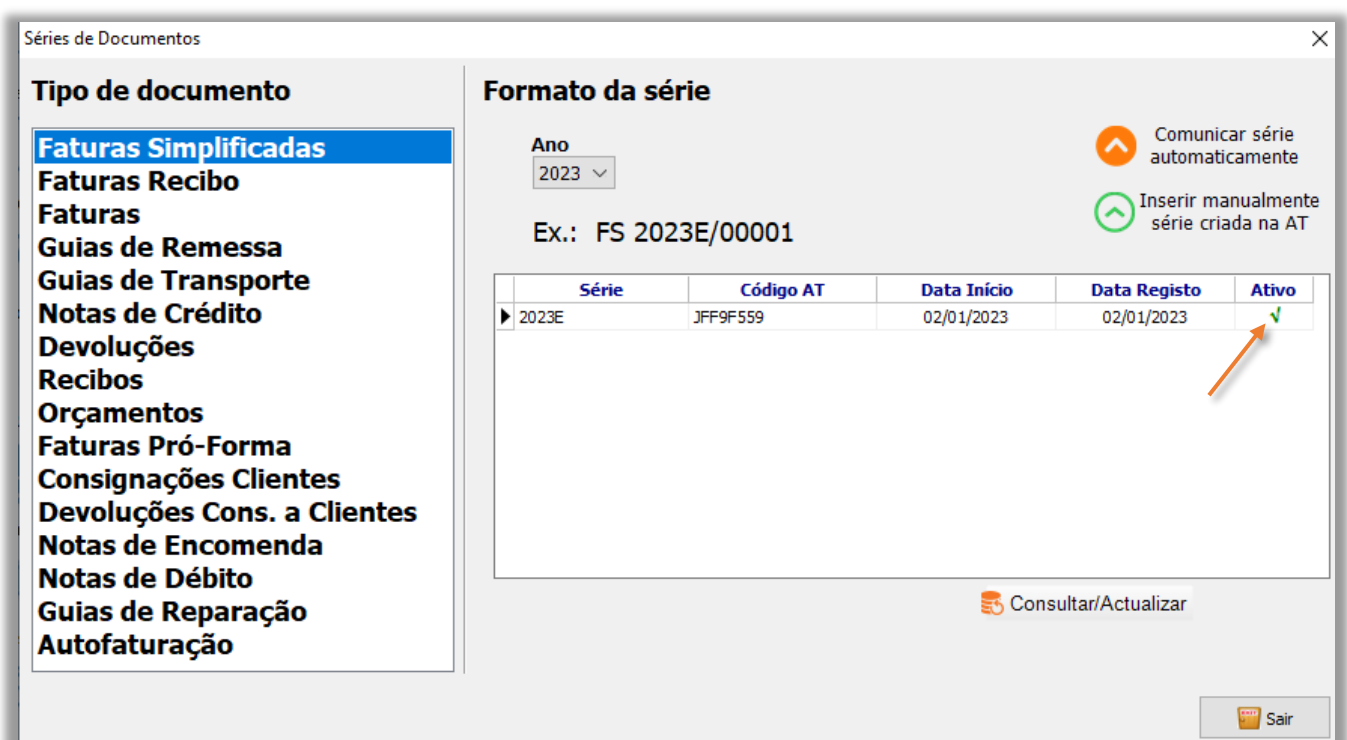 Séries de Documentos
Tipo de documento
Faturas Simplificadas
Faturas Recibo
Faturas
Guias de Remessa
Guias de Transporte
Notas de Crédito
Devoluções
Recibos
Orçamentos
Faturas Pró-Forma
Consignações Clientes
Devoluções Cons. a Clientes
Notas de Encomenda
Notas de Débito
Guias de Reparação
Autofaturação
Formato da série
Ano
2023
Ex.: FS 2023E/00001
Comunicar série
automaticamente
Inserir manualmente
série criada na AT
Série Código AT Data Início Data Registo Ativo
2023E JFF9F559 02/01/2023 02/01/2023 √
Consultar/Actualizar
Sair